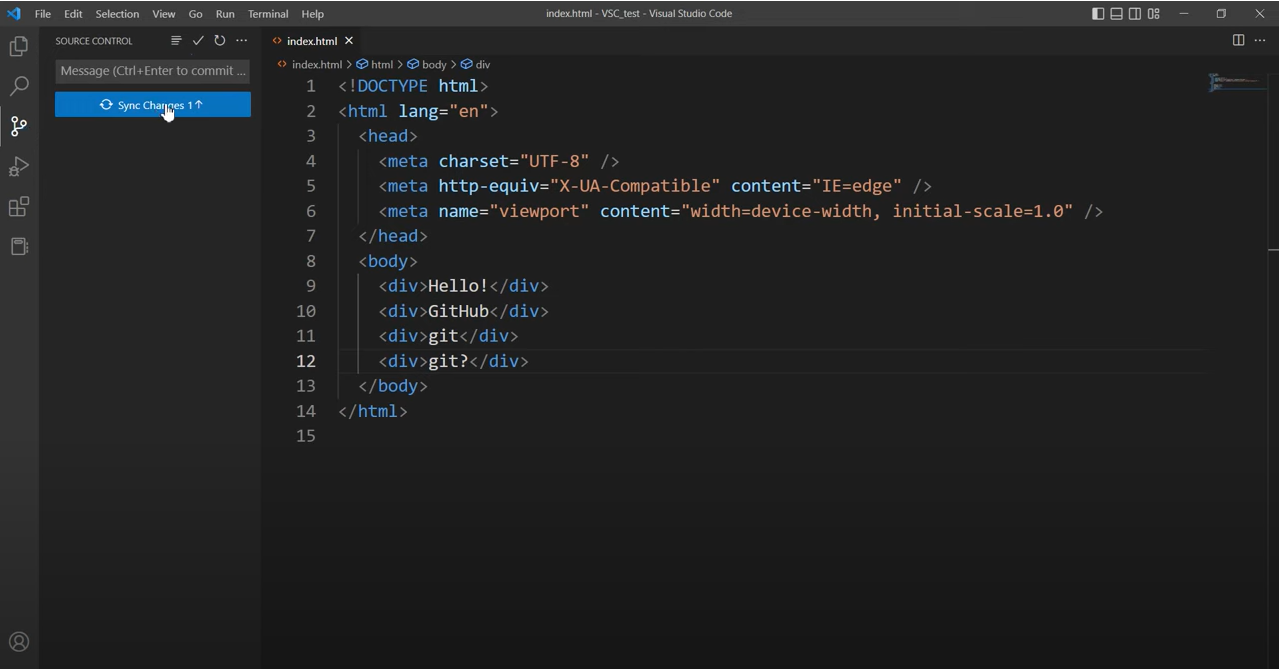 File Edit Selection View Go Run Terminal Help
index.html - VSC_test - Visual Studio Code
SOURCE CONTROL
Message (Ctrl+Enter to commit ...
Sync Changes 1↑
index.html
index.html > html > body > div
1 <!DOCTYPE html>
2 <html lang="en">
3 <head>
4 <meta charset="UTF-8" />
5 <meta http-equiv="X-UA-Compatible" content="IE=edge" />
6 <meta name="viewport" content="width=device-width, initial-scale=1.0" />
7 </head>
8 <body>
9 <div>Hello!</div>
10 <div>GitHub</div>
11 <div>git</div>
12 <div>git?</div>
13 </body>
14 </html>
15